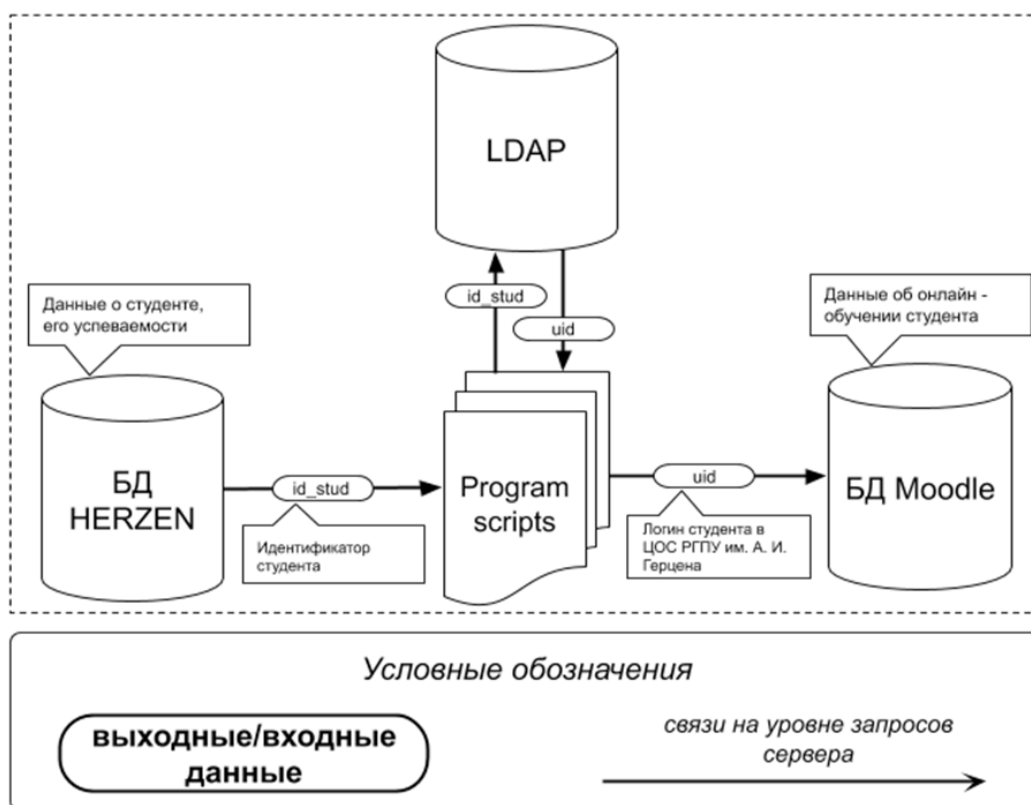 LDAP
id_stud
uid
Данные о студенте,
его успеваемости
Данные об онлайн -
обучении студента
БД
HERZEN
id_stud
Идентификатор
студента
Program
scripts
uid
Логин студента в
ЦОС РГПУ им. А. И.
Герцена
БД Moodle
Условные обозначения
выходные/входные
данные
связи на уровне запросов
сервера